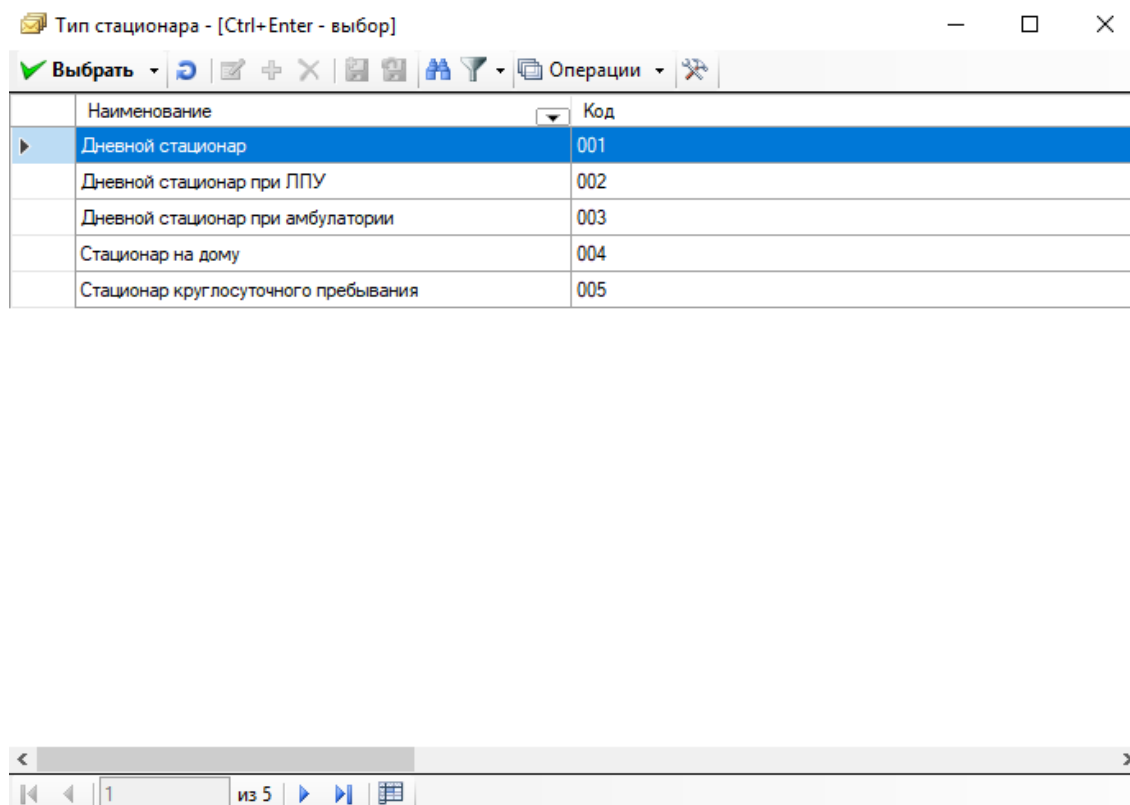 Тип стационара - [Ctrl+Enter - выбор]
Выбрать Операции
Наименование Код
Дневной стационар 001
Дневной стационар при ЛПУ 002
Дневной стационар при амбулатории 003
Стационар на дому 004
Стационар круглосуточного пребывания 005
1 из 5